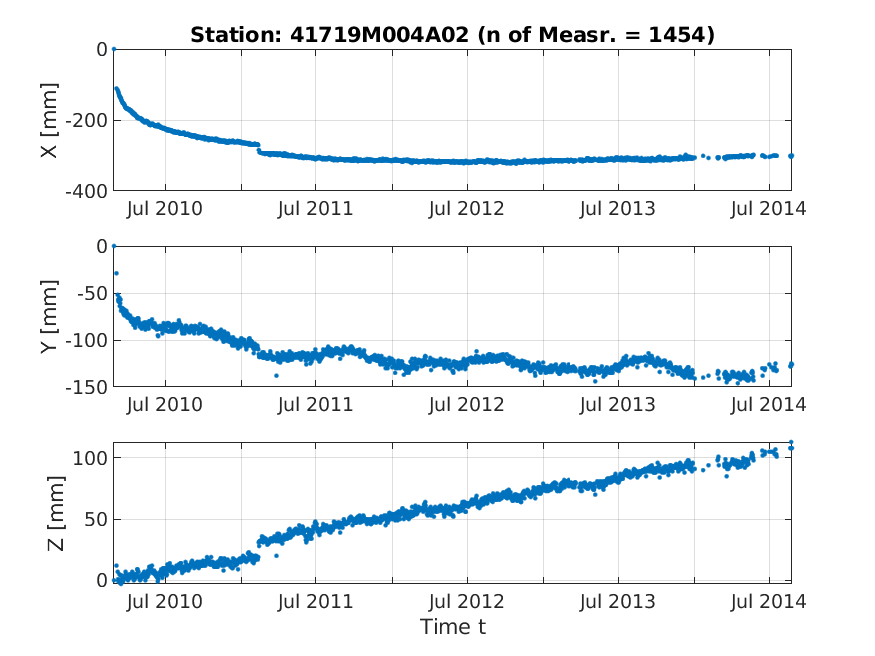 Station: 41719M004A02 (n of Measr. = 1454)
X [mm]
0
-200
-400
Jul 2010 Jul 2011 Jul 2012 Jul 2013 Jul 2014
Y [mm]
0
-50
-100
-150
Jul 2010 Jul 2011 Jul 2012 Jul 2013 Jul 2014
Z [mm]
100
50
0
Jul 2010 Jul 2011 Jul 2012 Jul 2013 Jul 2014
Time t